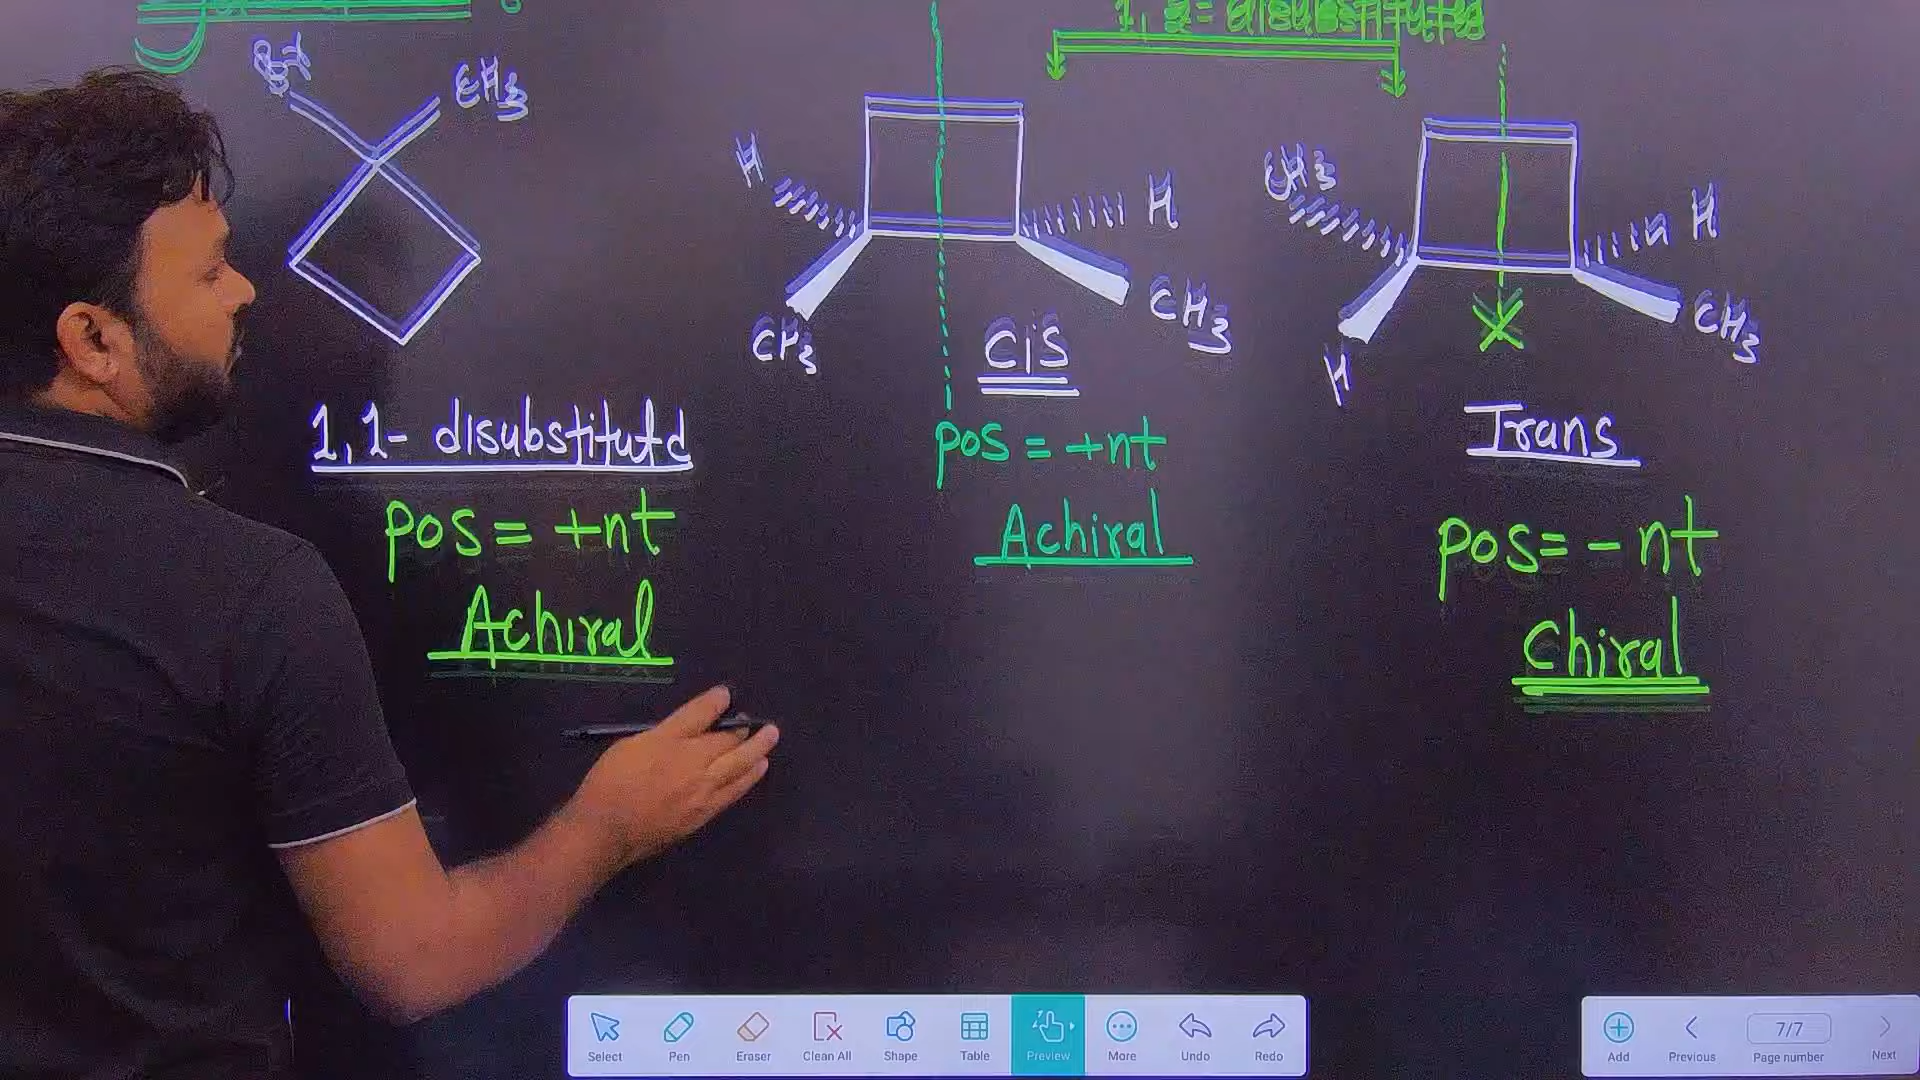 1,2- disubstituted
CH3
H
H
CH3
CH3
Cis
pos = +nt
Achiral
CH3
H
H
CH3
Trans
pos= -nt
Chiral
1,1- disubstitutd
pos= +nt
Achiral
Select
Pen
Eraser
Clean All
Shape
Table
Preview
More
Undo
Redo
Add
Previous
7/7
Page number
Next